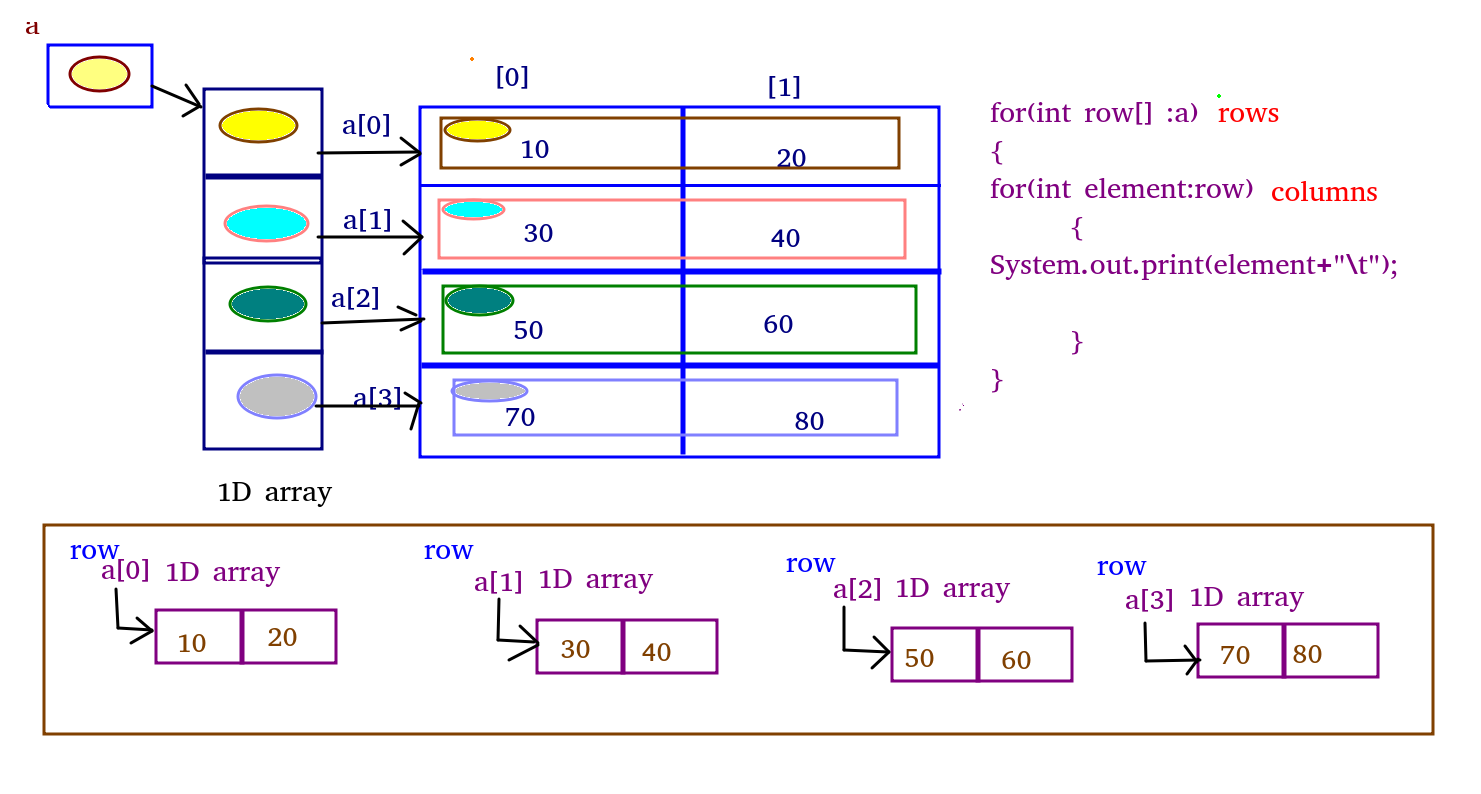 a
[0] [1]
a[0] 10 20
a[1] 30 40
a[2] 50 60
a[3] 70 80
1D array
for(int row[] :a) rows
{
for(int element:row) columns
{
System.out.print(element+"\t");
}
}
row
a[0] 1D array
10 20
row
a[1] 1D array
30 40
row
a[2] 1D array
50 60
row
a[3] 1D array
70 80